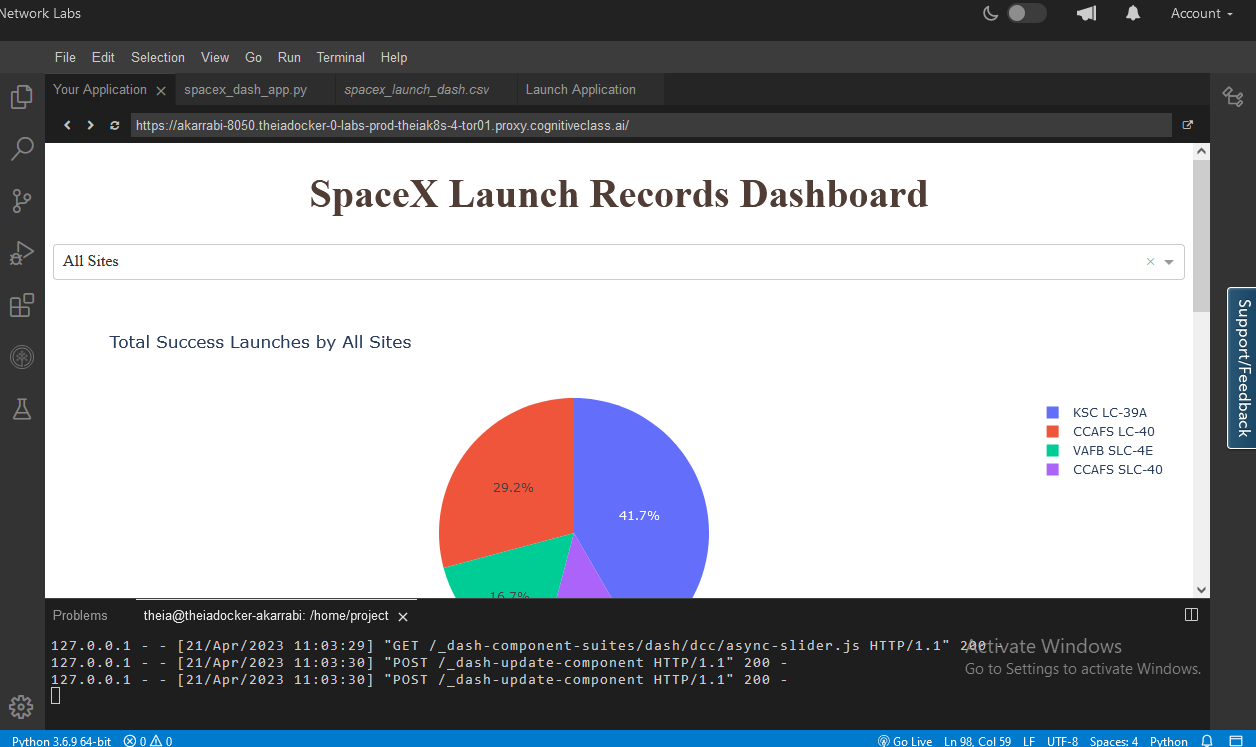 Network Labs
Account
File Edit Selection View Go Run Terminal Help
Your Application spacex_dash_app.py spacex_launch_dash.csv Launch Application
https://akarrabi-8050.theiadocker-0-labs-prod-theiak8s-4-tor01.proxy.cognitiveclass.ai/
SpaceX Launch Records Dashboard
All Sites
Total Success Launches by All Sites
KSC LC-39A
CCAFS LC-40
VAFB SLC-4E
CCAFS SLC-40
29.2%
41.7%
16.7%
Support/Feedback
Problems theia@theiadocker-akarrabi: /home/project
127.0.0.1 - - [21/Apr/2023 11:03:29] "GET /_dash-component-suites/dash/dcc/async-slider.js HTTP/1.1" 200 -
127.0.0.1 - - [21/Apr/2023 11:03:30] "POST /_dash-update-component HTTP/1.1" 200 -
127.0.0.1 - - [21/Apr/2023 11:03:30] "POST /_dash-update-component HTTP/1.1" 200 -
Activate Windows
Go to Settings to activate Windows.
Python 3.6.9 64-bit 0 0 Go Live Ln 98, Col 59 LF UTF-8 Spaces: 4 Python